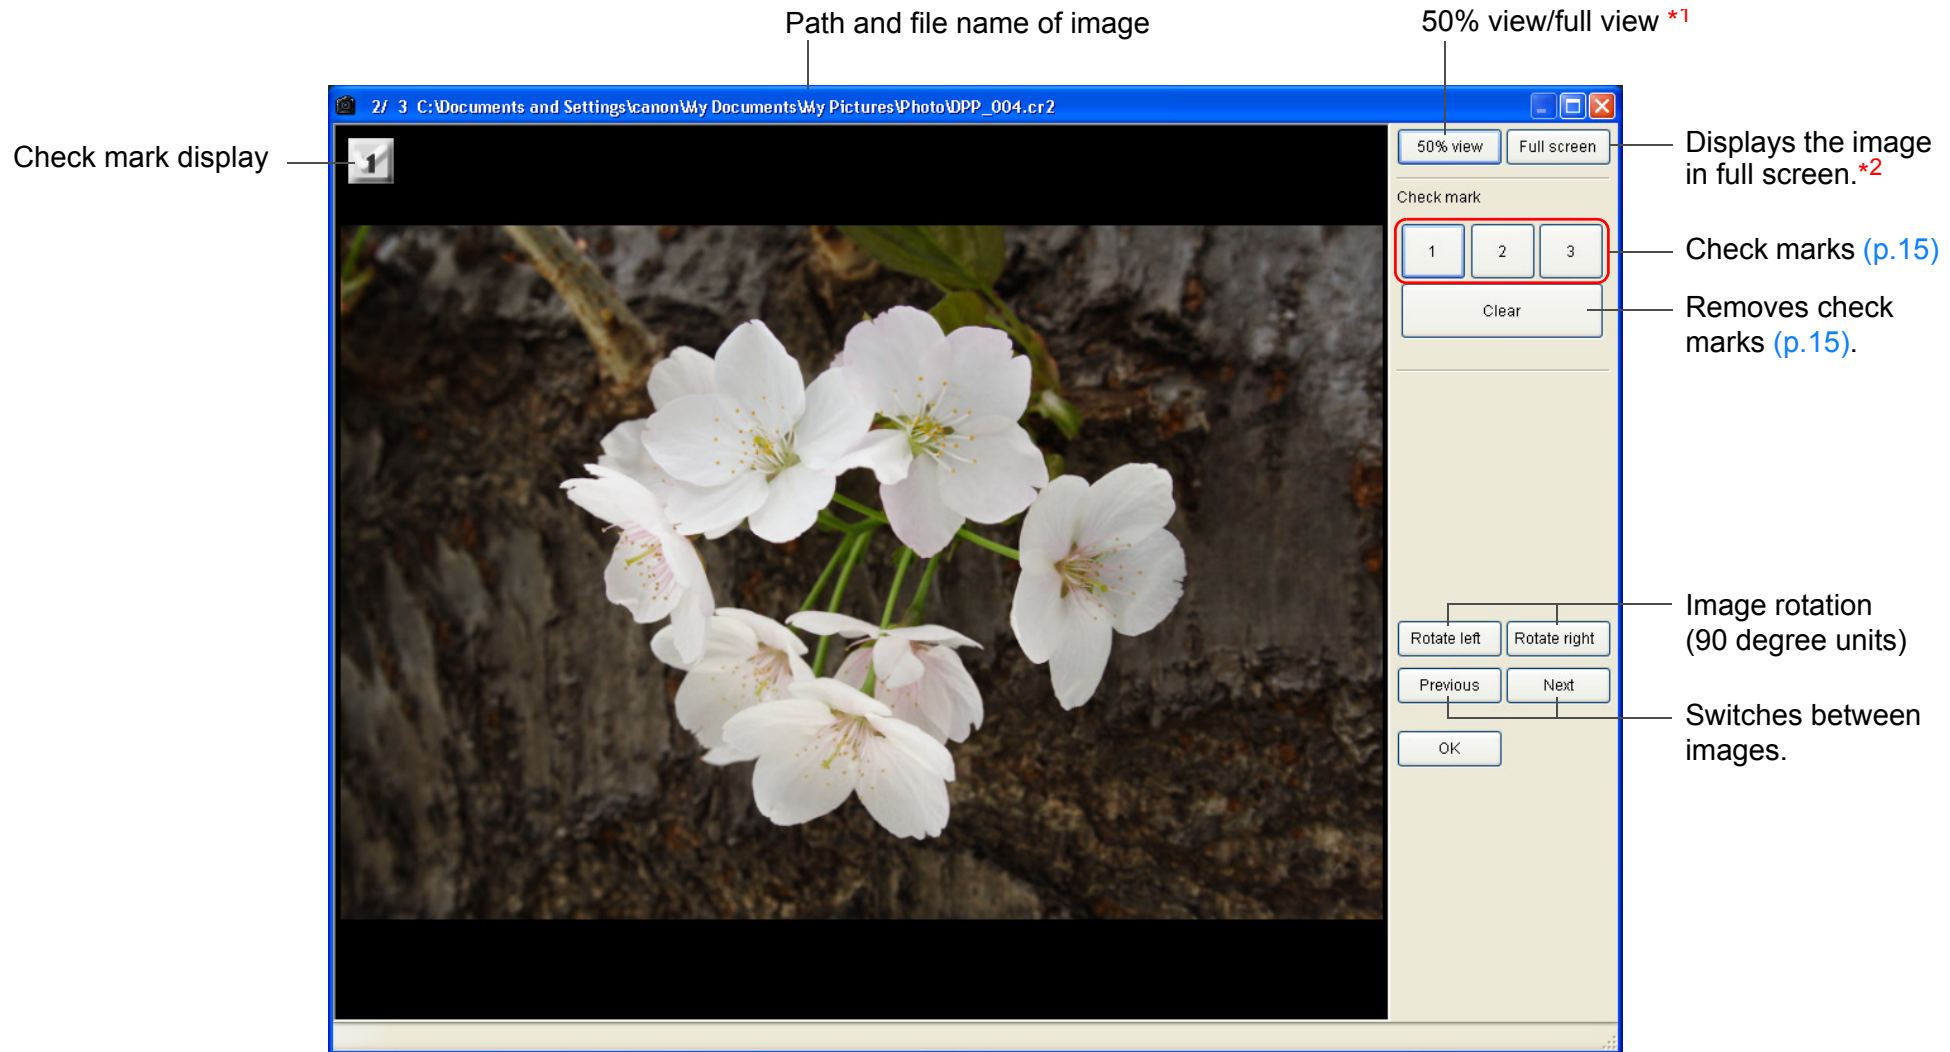 Path and file name of image
50% view/full view *1
2/ 3 C:\Documents and Settings\canon\My Documents\My Pictures\Photo\DPP_004.cr2
Check mark display
1
50% view
Full screen
Displays the image
in full screen.*2
Check mark
1
2
3
Check marks (p.15)
Clear
Removes check
marks (p.15).
Image rotation
(90 degree units)
Rotate left
Rotate right
Previous
Next
Switches between
images.
OK